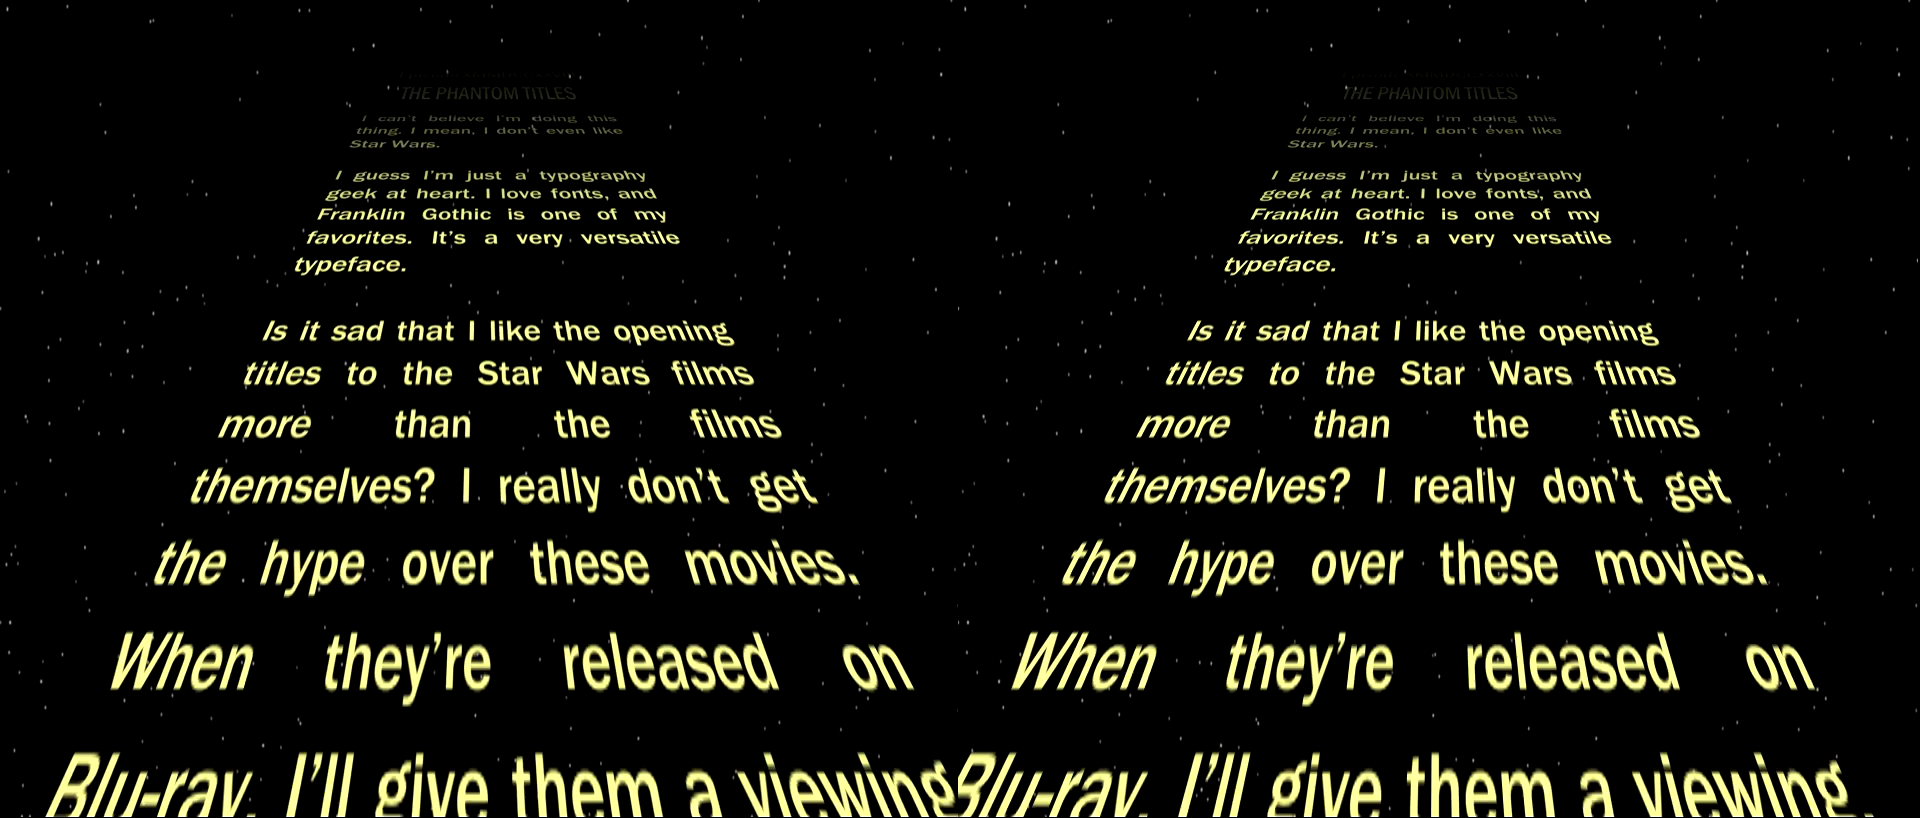 THE PHANTOM TITLES
I can't believe I'm doing this
thing. I mean, I don't even like
Star Wars.
I guess I'm just a typography
geek at heart. I love fonts, and
Franklin Gothic is one of my
favorites. It's a very versatile
typeface.
Is it sad that I like the opening
titles to the Star Wars films
more than the films
themselves? I really don't get
the hype over these movies.
When they're released on
Blu-ray, I'll give them a viewing
THE PHANTOM TITLES
I can't believe I'm doing this
thing. I mean, I don't even like
Star Wars.
I guess I'm just a typography
geek at heart. I love fonts, and
Franklin Gothic is one of my
favorites. It's a very versatile
typeface.
Is it sad that I like the opening
titles to the Star Wars films
more than the films
themselves? I really don't get
the hype over these movies.
When they're released on
Blu-ray, I'll give them a viewing.